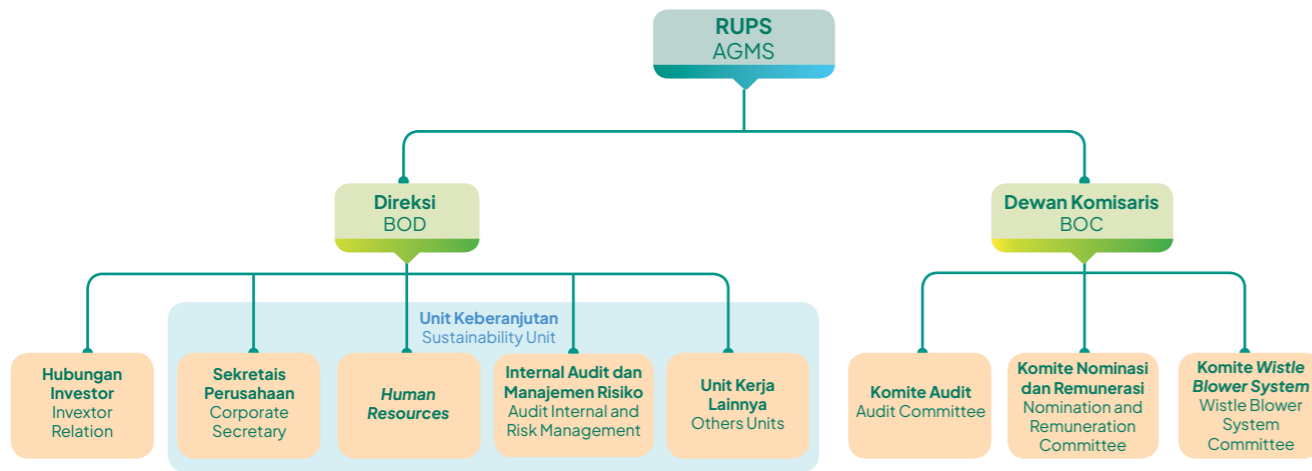 RUPS
AGMS
Direksi
BOD
Dewan Komisaris
BOC
Unit Keberanjutan
Sustainability Unit
Hubungan
Investor
Invextor
Relation
Sekretais
Perusahaan
Corporate
Secretary
Human
Resources
Internal Audit dan
Manajemen Risiko
Audit Internal and
Risk Management
Unit Kerja
Lainnya
Others Units
Komite Audit
Audit Committee
Komite Nominasi
dan Remunerasi
Nomination and
Remuneration
Committee
Komite Wistle
Blower System
Wistle Blower
System
Committee